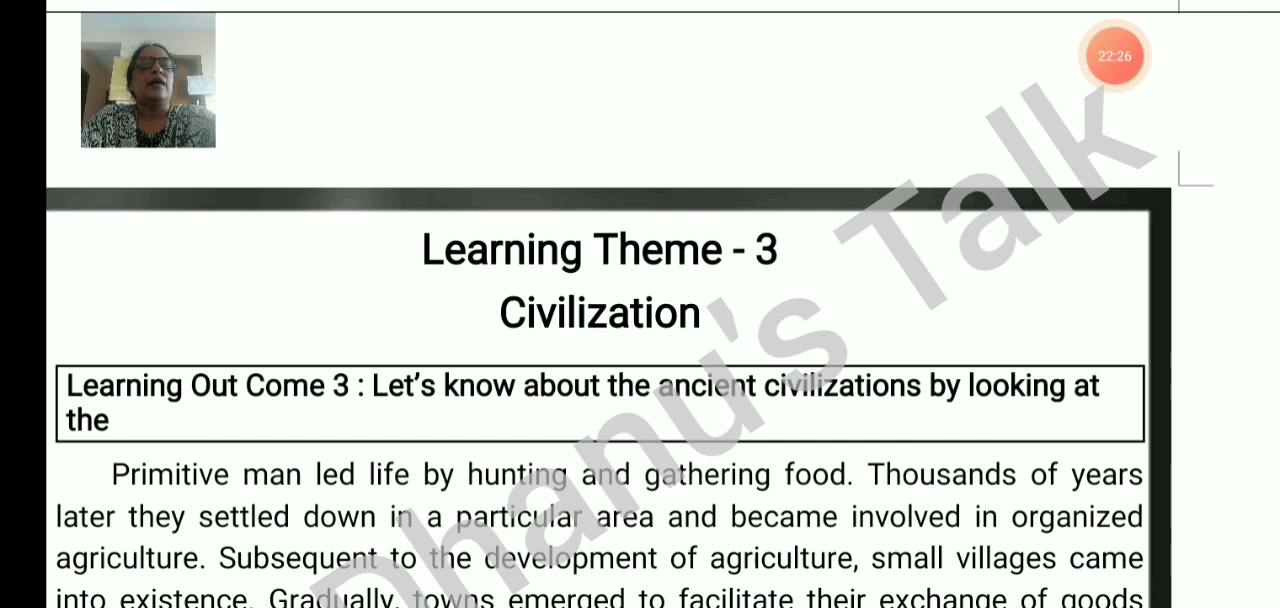 22:26
Learning Theme - 3
Civilization
Learning Out Come 3 : Let's know about the ancient civilizations by looking at
the
Primitive man led life by hunting and gathering food. Thousands of years
later they settled down in a particular area and became involved in organized
agriculture. Subsequent to the development of agriculture, small villages came
into existence. Gradually, towns emerged to facilitate their exchange of goods
Dhanu's Talk